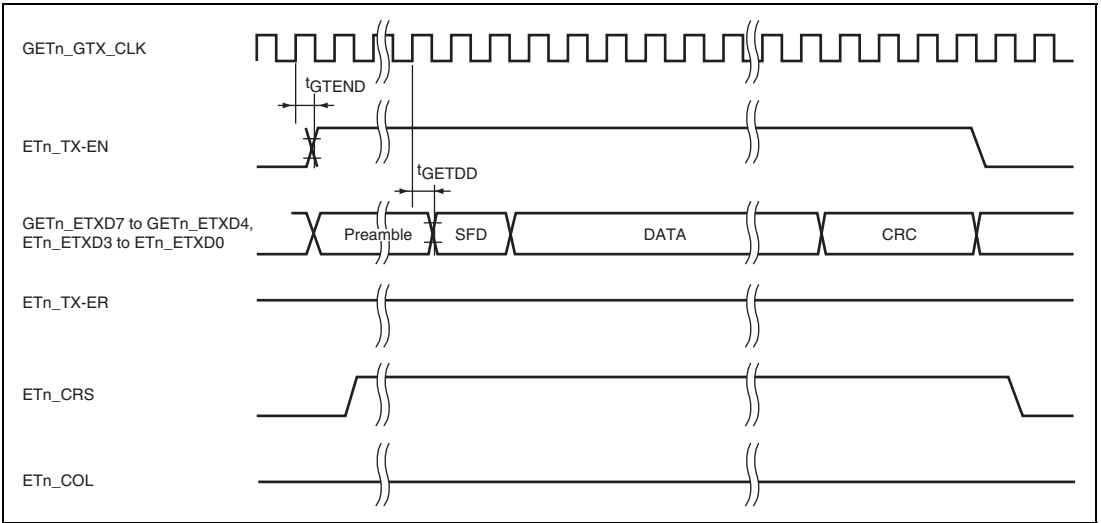 GETn_GTX_CLK
tGTEND
ETn_TX-EN
tGETDD
GETn_ETXD7 to GETn_ETXD4,
ETn_ETXD3 to ETn_ETXD0
Preamble
SFD
DATA
CRC
ETn_TX-ER
ETn_CRS
ETn_COL